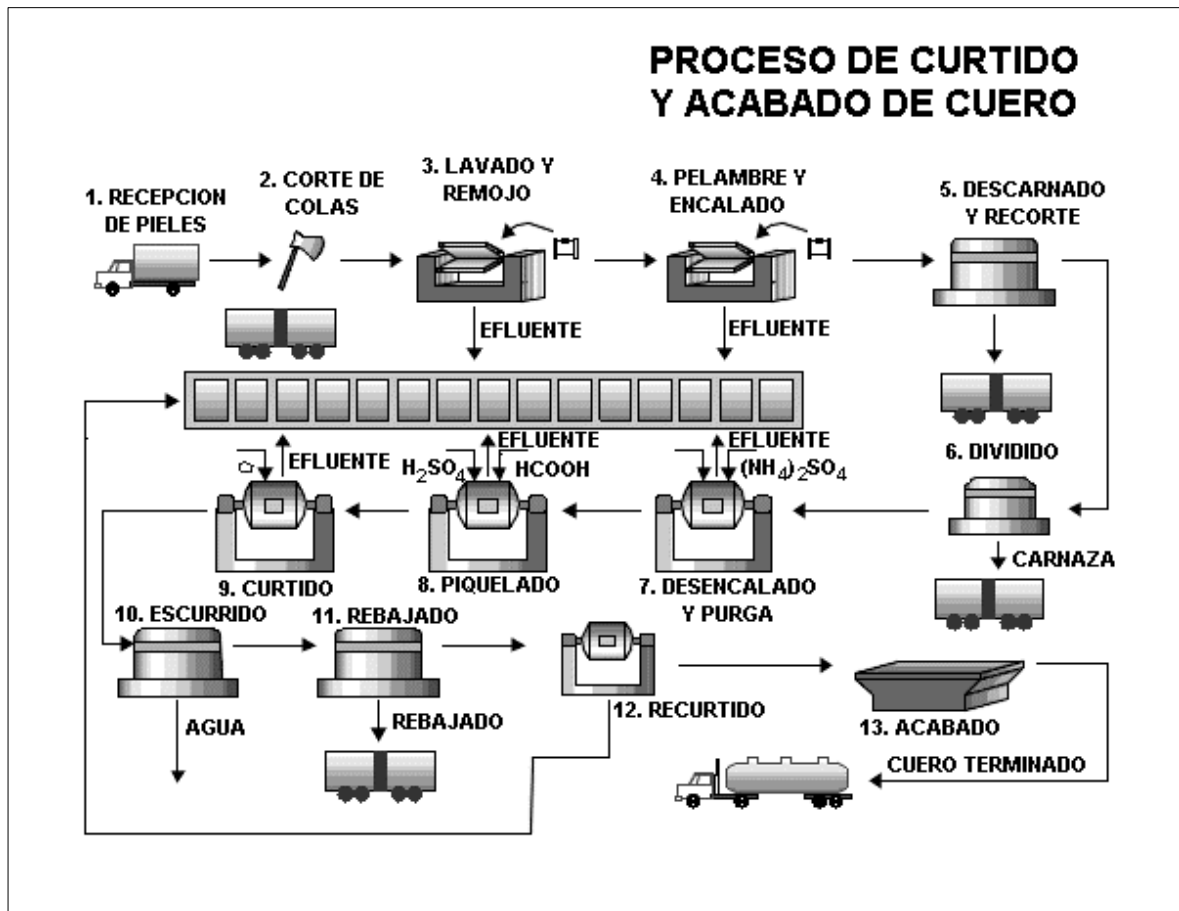 PROCESO DE CURTIDO
Y ACABADO DE CUERO
1. RECEPCION
DE PIELES
2. CORTE DE
COLAS
3. LAVADO Y
REMOJO
4. PELAMBRE Y
ENCALADO
5. DESCARNADO
Y RECORTE
EFLUENTE
EFLUENTE
6. DIVIDIDO
CARNAZA
EFLUENTE
(NH4)2SO4
7. DESENCALADO
Y PURGA
EFLUENTE
H2SO4
HCOOH
8. PIQUELADO
EFLUENTE
9. CURTIDO
10. ESCURRIDO
AGUA
11. REBAJADO
REBAJADO
12. RECURTIDO
13. ACABADO
CUERO TERMINADO